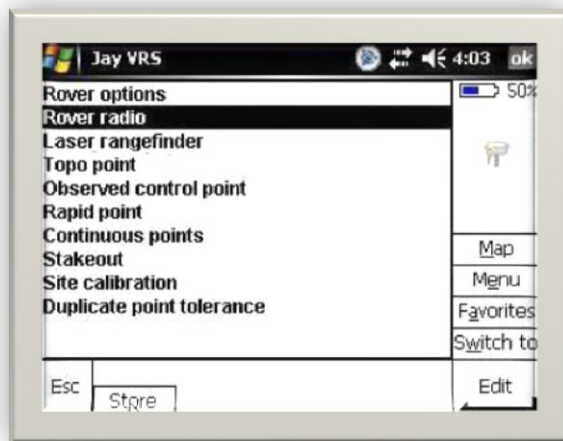 Jay VRS 4:03 ok
Rover options
Rover radio
Laser rangefinder
Topo point
Observed control point
Rapid point
Continuous points
Stakeout
Site calibration
Duplicate point tolerance
50%
Map
Menu
Favorites
Switch to
Esc
Store
Edit